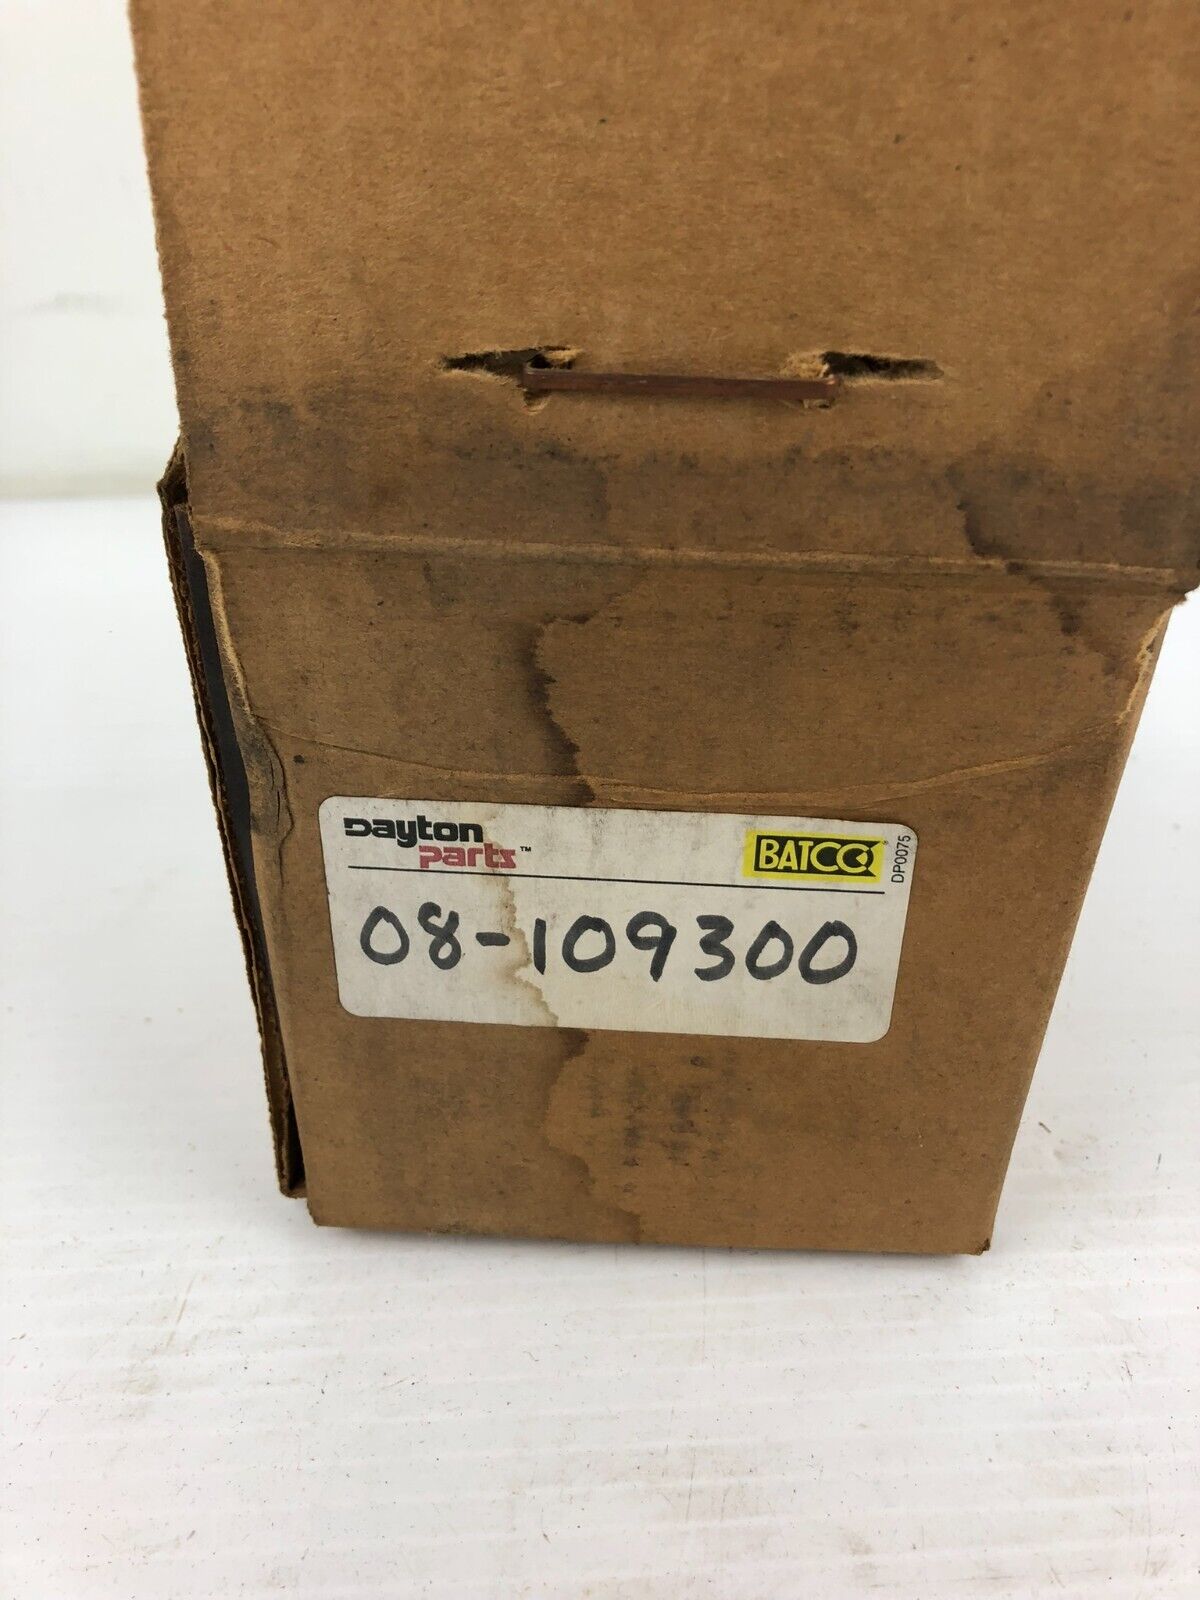 Dayton
Parts™
BATCO®
DP0075
08-109300